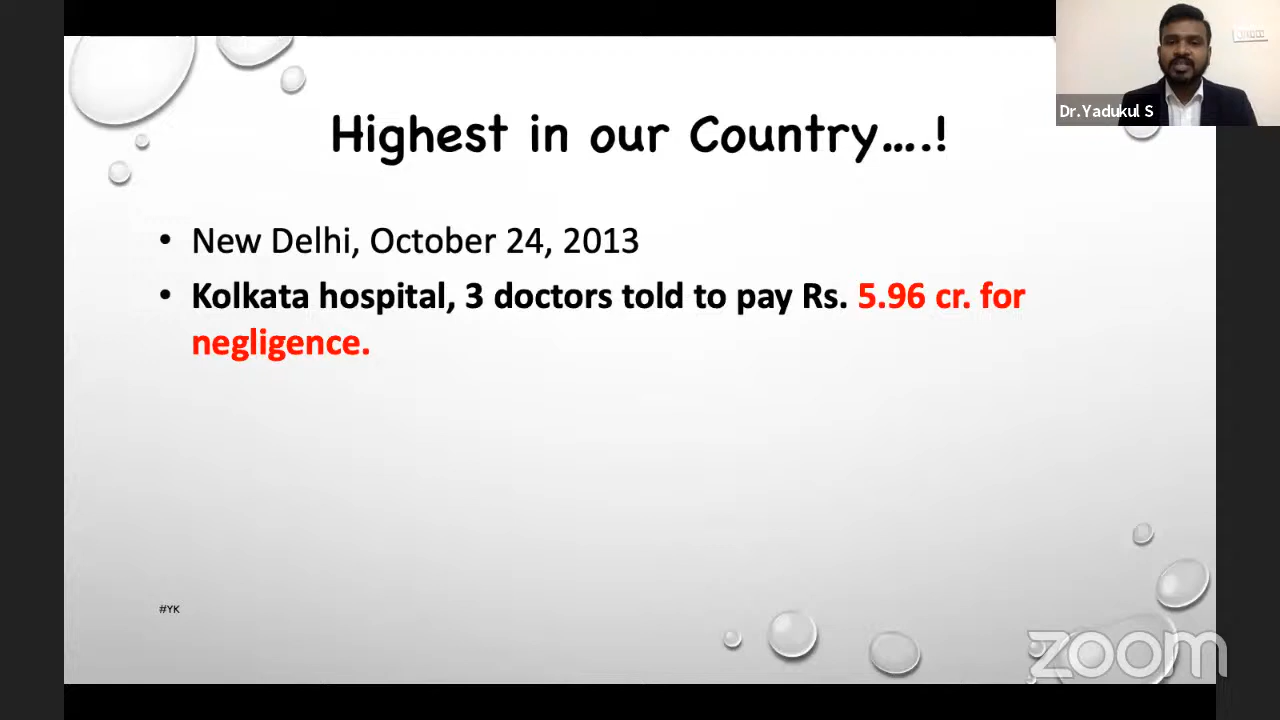 Dr.Yadukul S
Highest in our Country….!
• New Delhi, October 24, 2013
• Kolkata hospital, 3 doctors told to pay Rs. 5.96 cr. for
negligence.
#YK
zoom